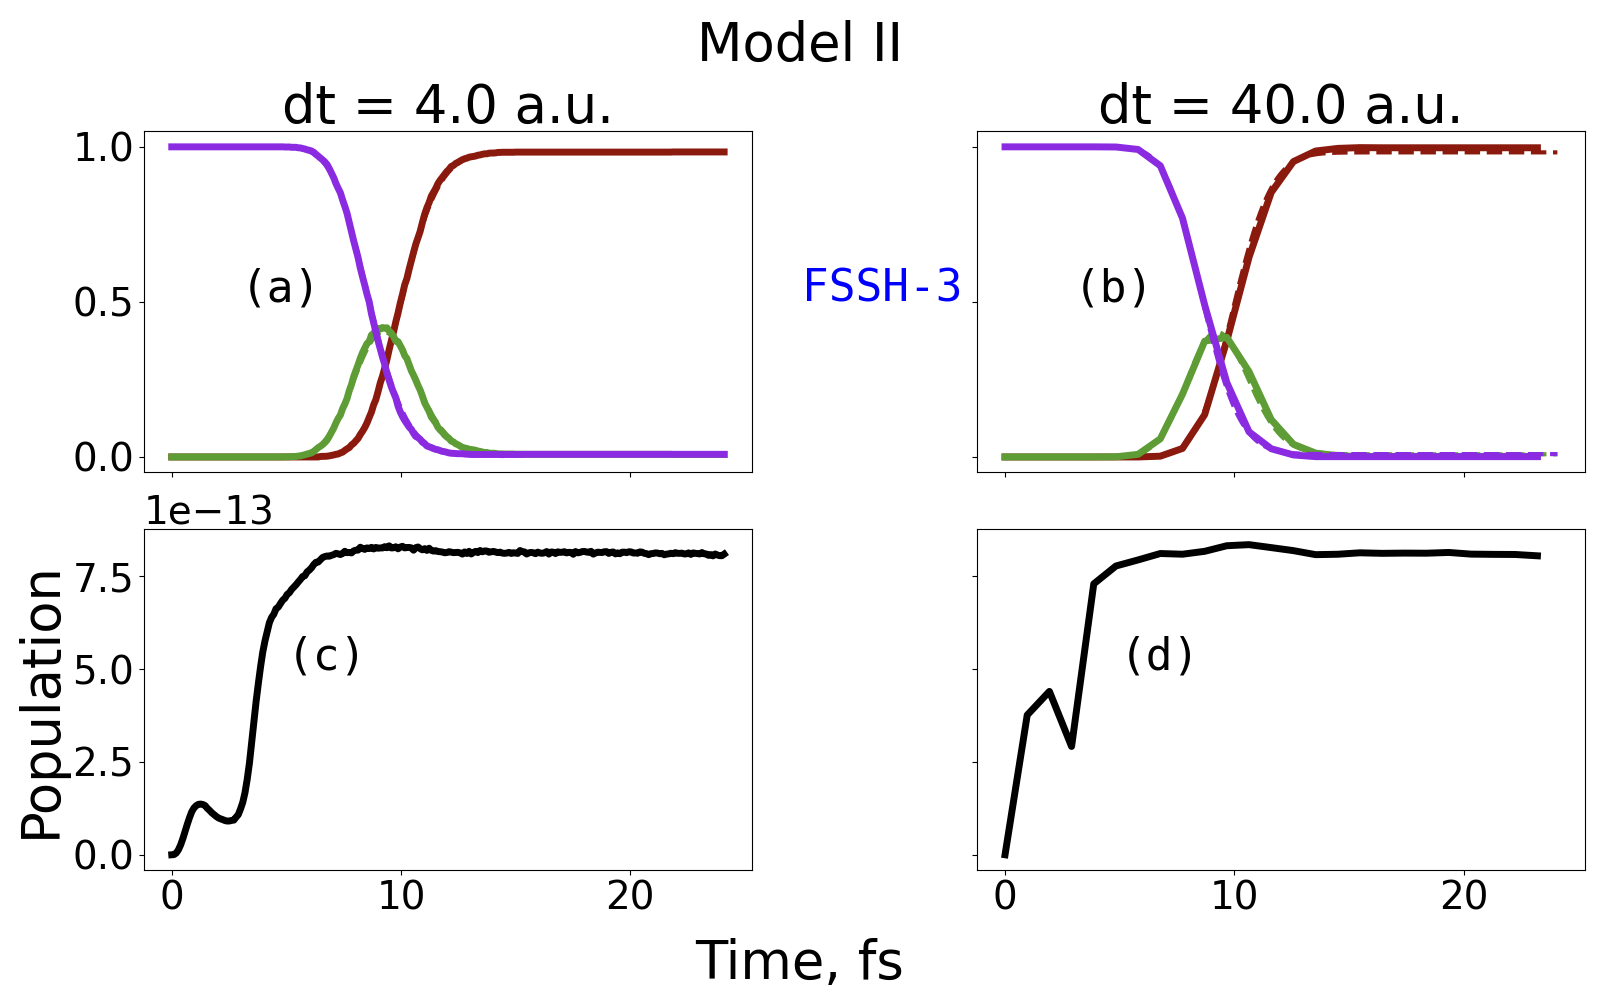 Model II
dt = 4.0 a.u.
dt = 40.0 a.u.
1.0
0.5
0.0
(a)
FSSH-3
(b)
1e−13
7.5
5.0
2.5
0.0
Population
(c)
(d)
0 10 20
0 10 20
Time, fs